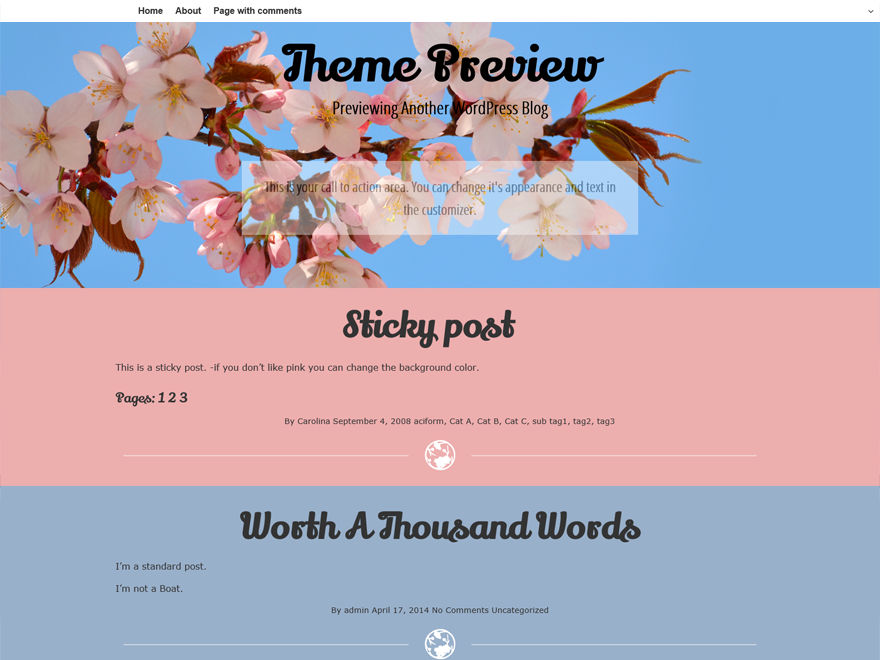 Home About Page with comments
Theme Preview
Previewing Another WordPress Blog
This is your call to action area. You can change it's appearance and text in
the customizer.
Sticky post
This is a sticky post. -if you don’t like pink you can change the background color.
Pages: 1 2 3
By Carolina September 4, 2008 aciform, Cat A, Cat B, Cat C, sub tag1, tag2, tag3
Worth A Thousand Words
I’m a standard post.
I’m not a Boat.
By admin April 17, 2014 No Comments Uncategorized